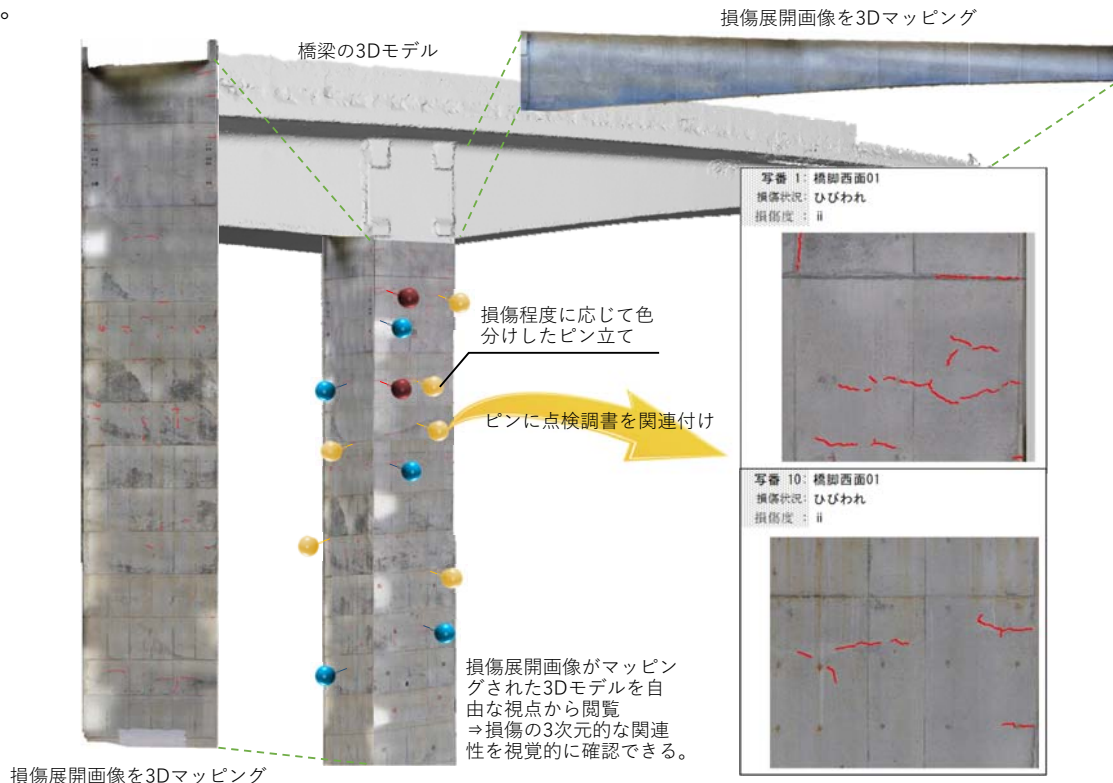 。
損傷展開画像を3Dマッピング
橋梁の3Dモデル
写番 1: 橋脚西面01
損傷状況: ひびわれ
損傷度 : ⅱ
損傷程度に応じて色
分けしたピン立て
ピンに点検調書を関連付け
写番 10: 橋脚西面01
損傷状況: ひびわれ
損傷度 : ⅱ
損傷展開画像がマッピン
グされた3Dモデルを自
由な視点から閲覧
⇒損傷の3次元的な関連
性を視覚的に確認できる。
損傷展開画像を3Dマッピング